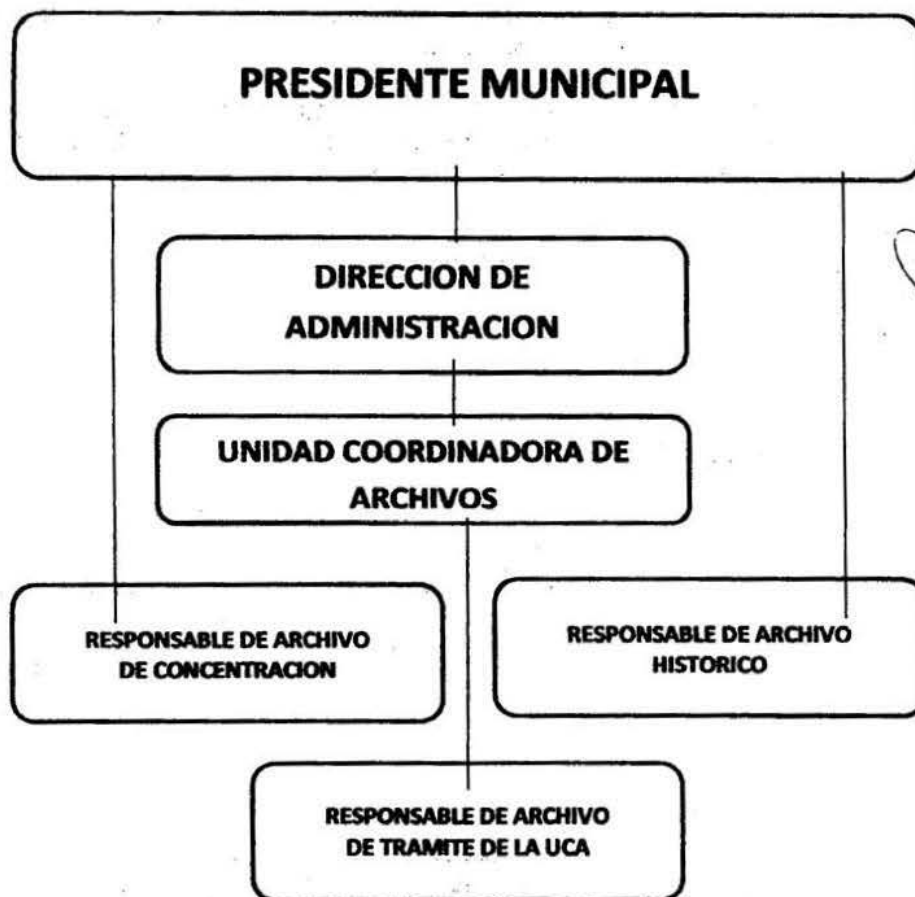 PRESIDENTE MUNICIPAL
DIRECCION DE
ADMINISTRACION
UNIDAD COORDINADORA DE
ARCHIVOS
RESPONSABLE DE ARCHIVO
DE CONCENTRACION
RESPONSABLE DE ARCHIVO
HISTORICO
RESPONSABLE DE ARCHIVO
DE TRAMITE DE LA UCA